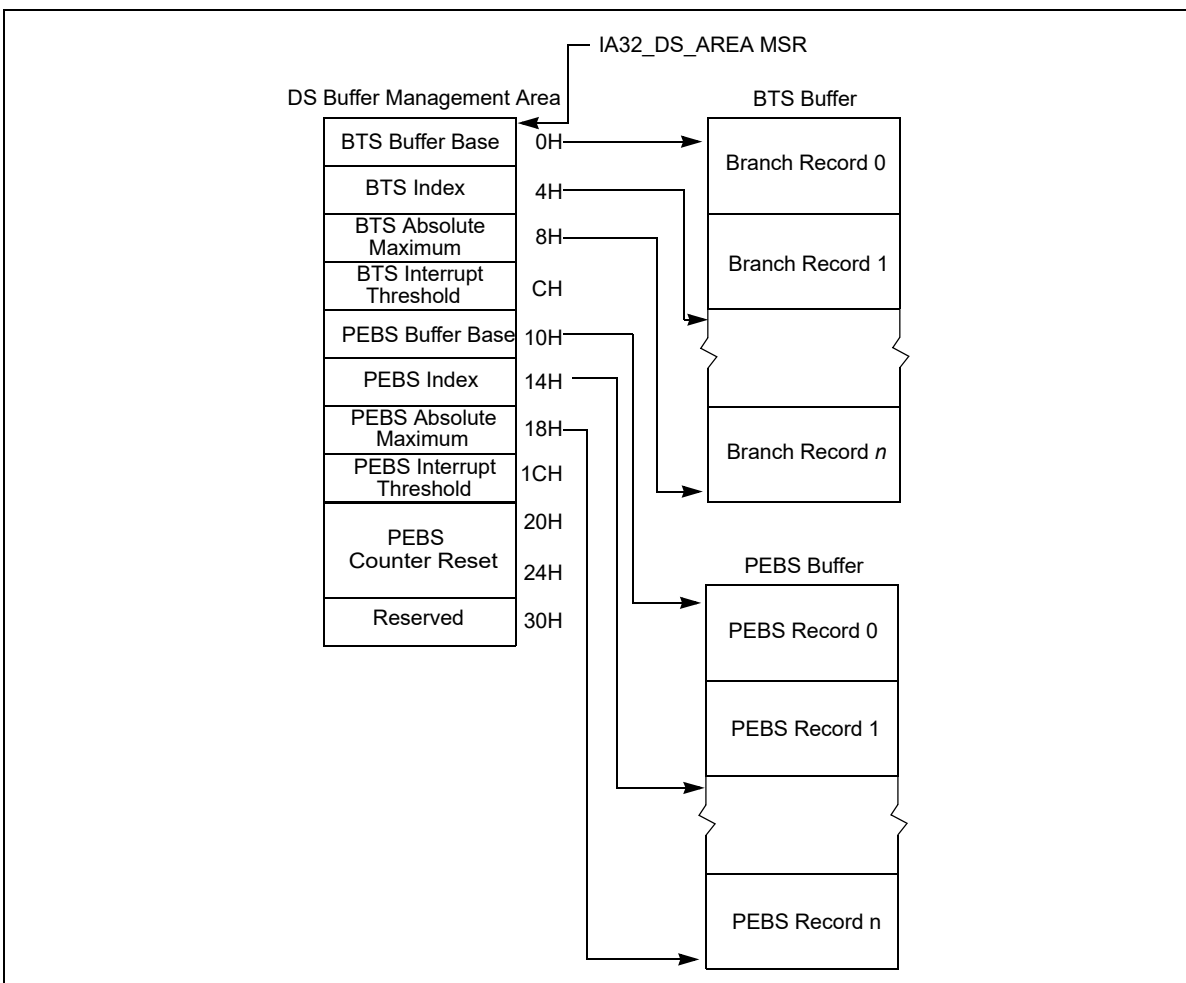 IA32_DS_AREA MSR
DS Buffer Management Area
BTS Buffer Base
0H
BTS Index
4H
BTS Absolute
Maximum
8H
BTS Interrupt
Threshold
CH
PEBS Buffer Base
10H
PEBS Index
14H
PEBS Absolute
Maximum
18H
PEBS Interrupt
Threshold
1CH
PEBS
Counter Reset
20H
24H
Reserved
30H
BTS Buffer
Branch Record 0
Branch Record 1
Branch Record n
PEBS Buffer
PEBS Record 0
PEBS Record 1
PEBS Record n